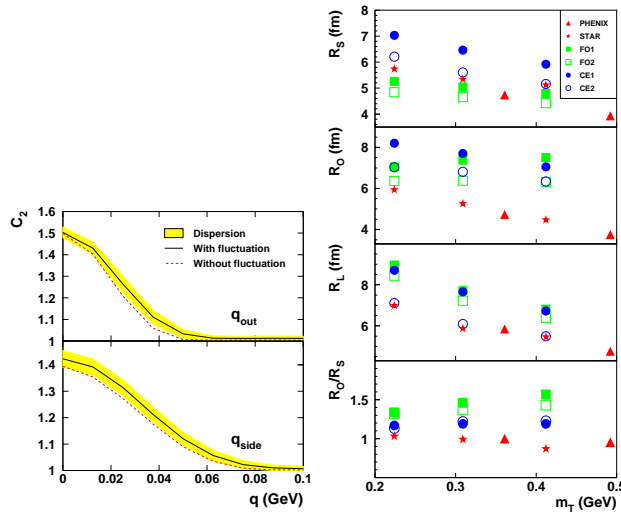 C2
1.6
1.5
1.4
1.3
1.2
1.1
1
Dispersion
With fluctuation
Without fluctuation
qout
1.4
1.3
1.2
1.1
1
qside
0 0.02 0.04 0.06 0.08 0.1
q (GeV)
RS (fm)
8
7
6
5
4
PHENIX
STAR
FO1
FO2
CE1
CE2
RO (fm)
8
6
4
RL (fm)
8
6
RO/RS
1.5
1
0.2 0.3 0.4 0.5
mT (GeV)